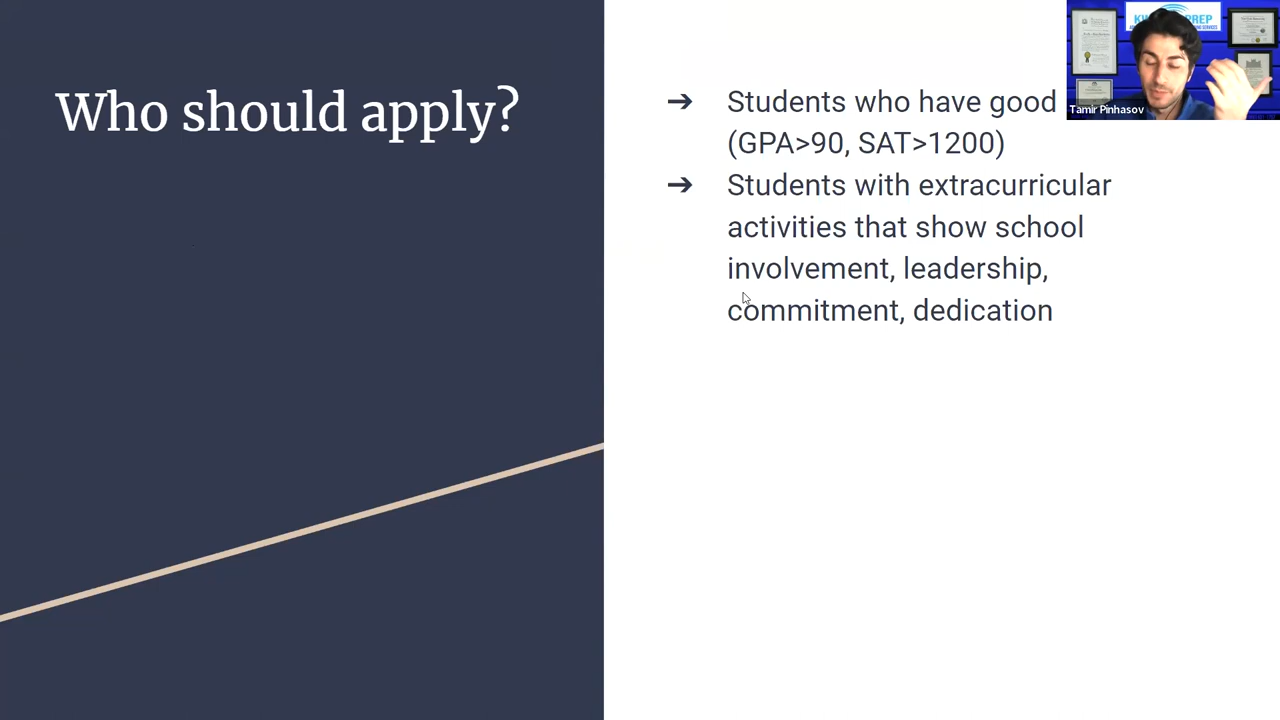 Who should apply?
➔ Students who have good
(GPA>90, SAT>1200)
➔ Students with extracurricular
activities that show school
involvement, leadership,
commitment, dedication
PREP
Tamir Pinhasov